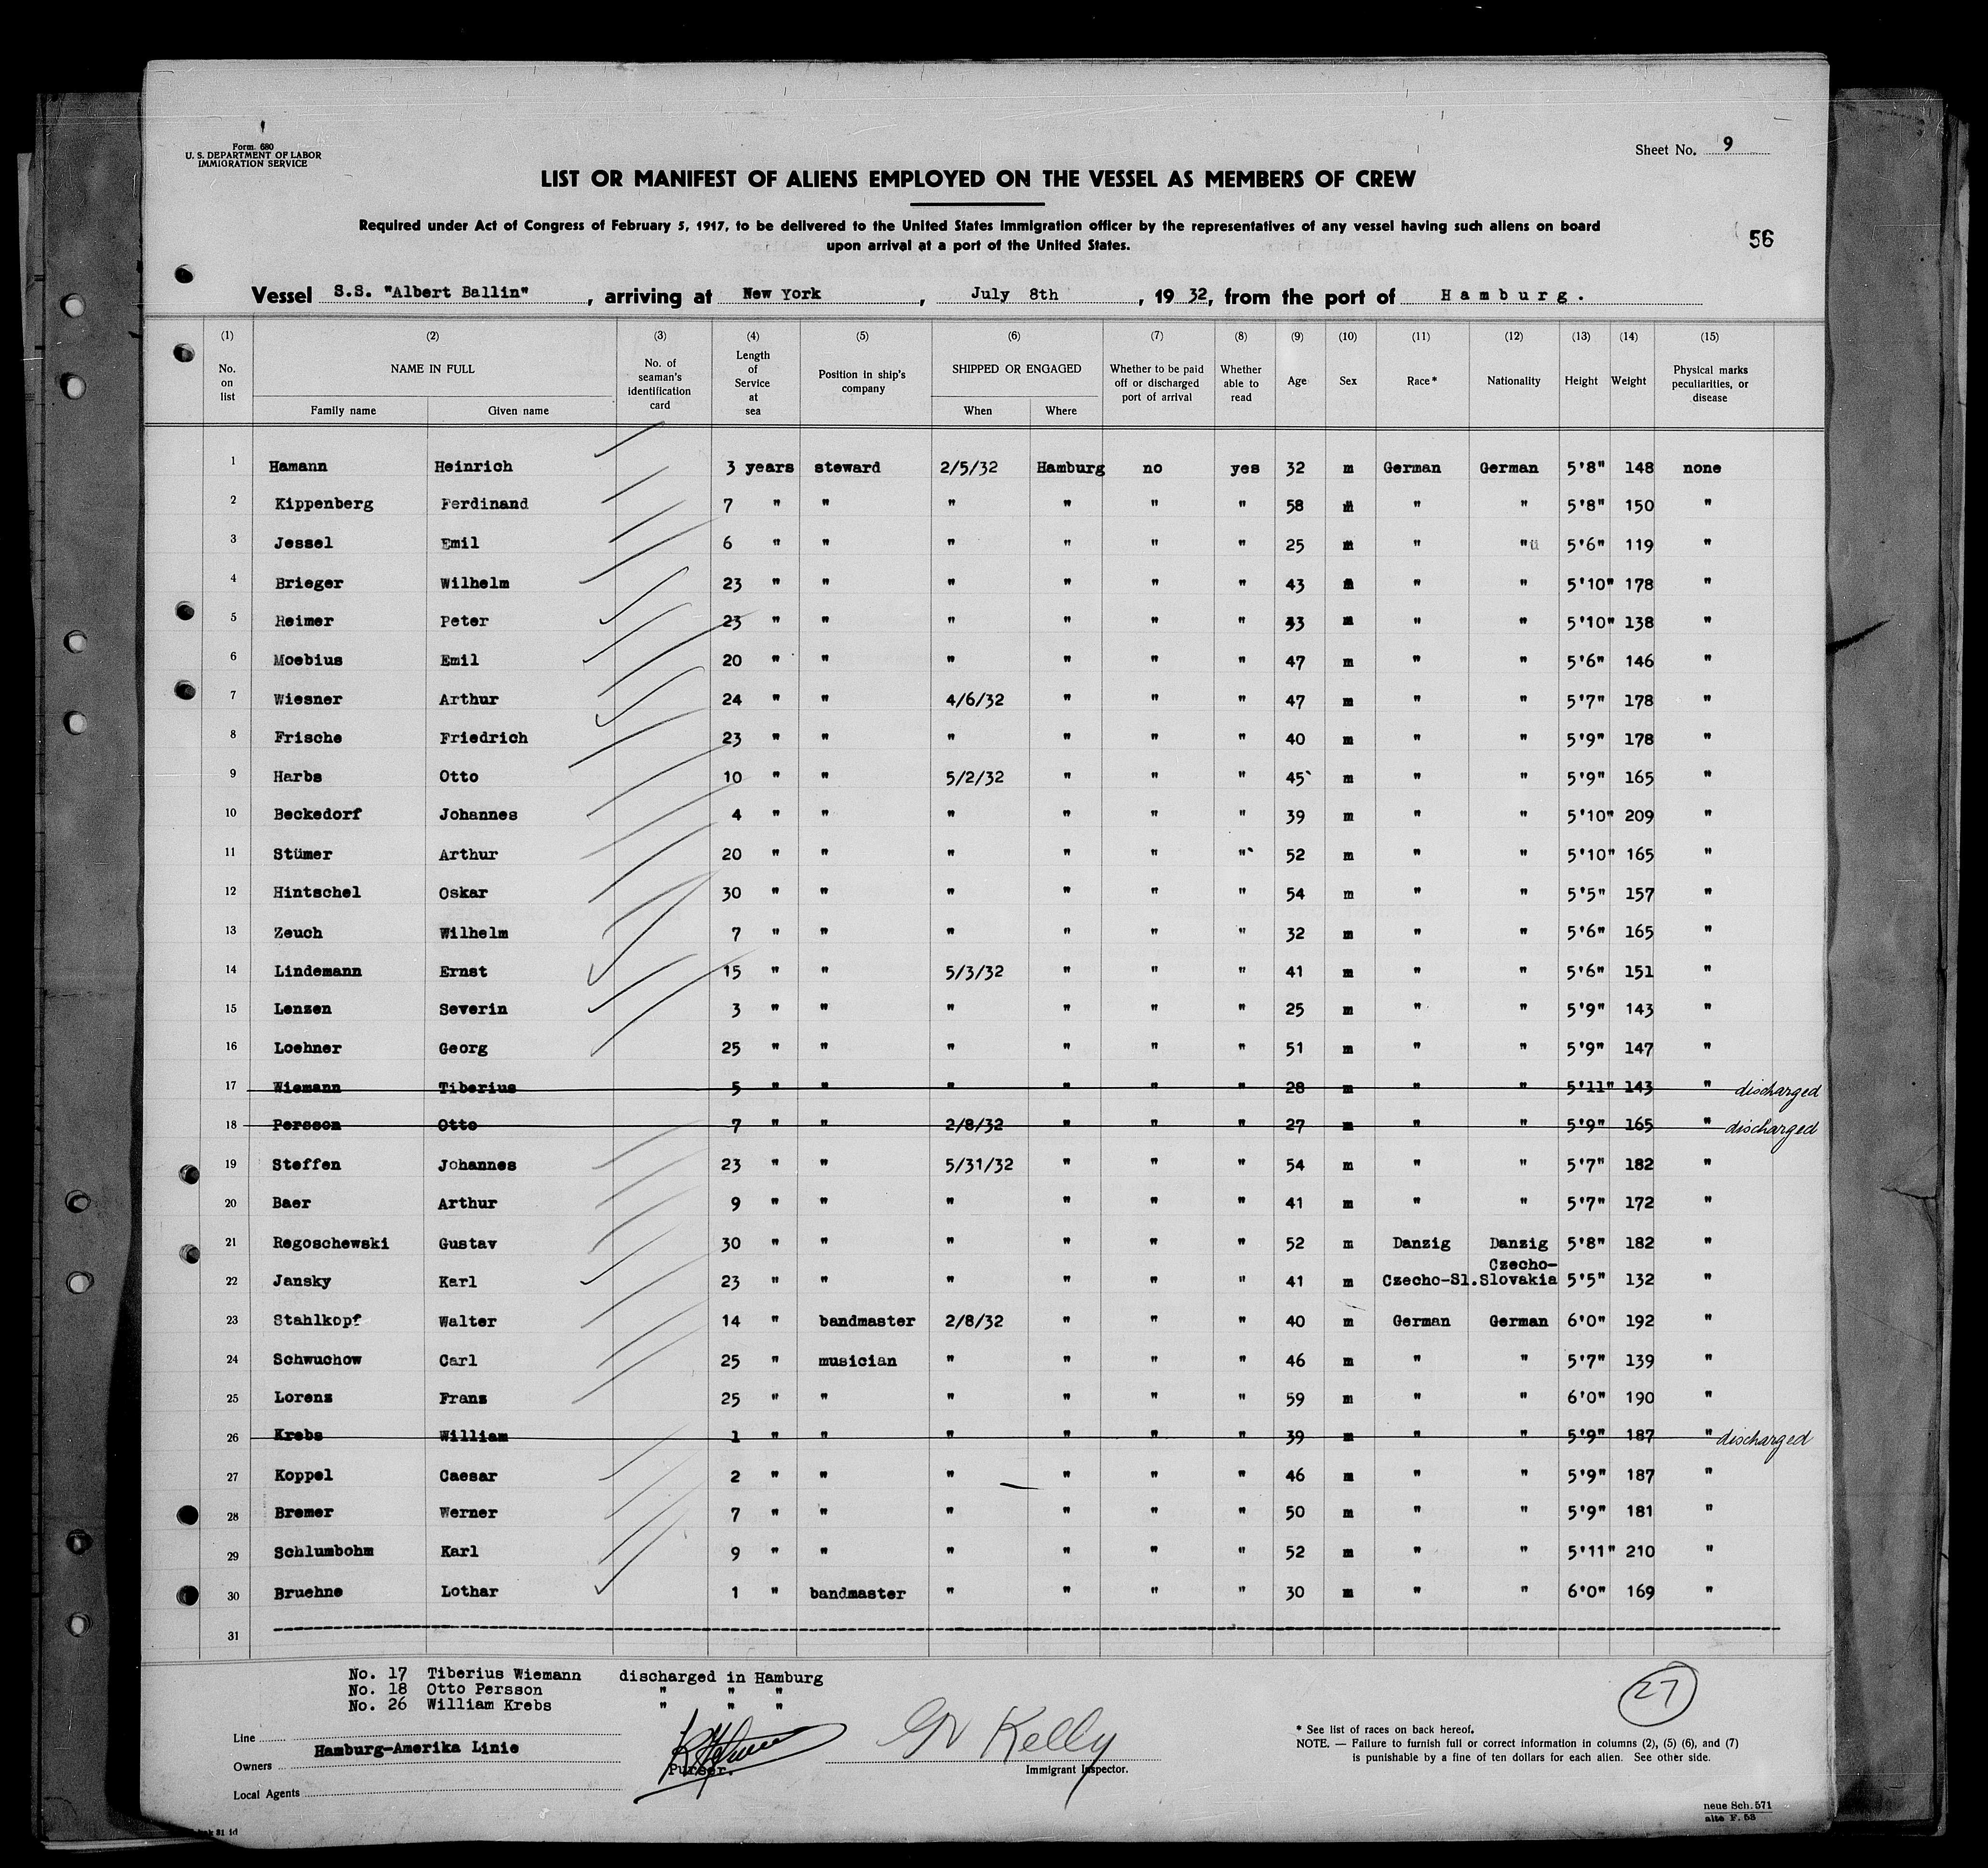 Form 680
U. S. DEPARTMENT OF LABOR
IMMIGRATION SERVICE
Sheet No. 9
LIST OR MANIFEST OF ALIENS EMPLOYED ON THE VESSEL AS MEMBERS OF CREW
Required under Act of Congress of February 5, 1917, to be delivered to the United States immigration officer by the representatives of any vessel having such aliens on board
upon arrival at a port of the United States.
56
Vessel S.S. "Albert Ballin", arriving at New York, July 8th, 19 32, from the port of Hamburg.
(1) (2) (3) (4) (5) (6) (7) (8) (9) (10) (11) (12) (13) (14) (15)
No. on list NAME IN FULL Family name Given name No. of seaman's identification card Length of Service at sea Position in ship's company SHIPPED OR ENGAGED When Where Whether to be paid off or discharged port of arrival Whether able to read Age Sex Race* Nationality Height Weight Physical marks peculiarities, or disease
1 Hamann Heinrich 3 years steward 2/5/32 Hamburg no yes 32 m German German 5'8" 148 none
2 Kippenberg Ferdinand 7 " " " " " " 58 m " " 5'8" 150 "
3 Jessel Emil 6 " " " " " " 25 m " " 5'6" 119 "
4 Brieger Wilhelm 23 " " " " " " 43 m " " 5'10" 178 "
5 Reimer Peter 23 " " " " " " 43 m " " 5'10" 138 "
6 Moebius Emil 20 " " " " " " 47 m " " 5'6" 146 "
7 Wiesner Arthur 24 " " 4/6/32 " " " 47 m " " 5'7" 178 "
8 Frische Friedrich 23 " " " " " " 40 m " " 5'9" 178 "
9 Harbs Otto 10 " " 5/2/32 " " " 45 m " " 5'9" 165 "
10 Beckedorf Johannes 4 " " " " " " 39 m " " 5'10" 209 "
11 Stümer Arthur 20 " " " " " " 52 m " " 5'10" 165 "
12 Hintschel Oskar 30 " " " " " " 54 m " " 5'5" 157 "
13 Zeuch Wilhelm 7 " " " " " " 32 m " " 5'6" 165 "
14 Lindemann Ernst 15 " " 5/3/32 " " " 41 m " " 5'6" 151 "
15 Lenzen Severin 3 " " " " " " 25 m " " 5'9" 143 "
16 Loehner Georg 25 " " " " " " 51 m " " 5'9" 147 "
17 Wiemann Tiberius 5 " " " " " " 28 m " " 5'11" 143 " discharged
18 Persson Otto 7 " " 2/8/32 " " " 27 m " " 5'9" 165 " discharged
19 Steffen Johannes 23 " " 5/31/32 " " " 54 m " " 5'7" 182 "
20 Baer Arthur 9 " " " " " " 41 m " " 5'7" 172 "
21 Regoschewski Gustav 30 " " " " " " 52 m Danzig Danzig 5'8" 182 "
22 Jansky Karl 23 " " " " " " 41 m Czecho-Sl. Czecho-Slovakia 5'5" 132 "
23 Stahlkopf Walter 14 " bandmaster 2/8/32 " " " 40 m German German 6'0" 192 "
24 Schwuchow Carl 25 " musician " " " " 46 m " " 5'7" 139 "
25 Lorenz Franz 25 " " " " " " 59 m " " 6'0" 190 "
26 Krebs William 1 " " " " " " 39 m " " 5'9" 187 " discharged
27 Koppel Caesar 2 " " " " " " 46 m " " 5'9" 187 "
28 Bremer Werner 7 " " " " " " 50 m " " 5'9" 181 "
29 Schlumbohm Karl 9 " " " " " " 52 m " " 5'11" 210 "
30 Bruehne Lothar 1 " bandmaster " " " " 30 m " " 6'0" 169 "
31
No. 17 Tiberius Wiemann discharged in Hamburg
No. 18 Otto Persson " " "
No. 26 William Krebs " " "
27
Line
Owners Hamburg-Amerika Linie
Local Agents
Purser.
Kelly
Immigrant Inspector.
* See list of races on back hereof.
NOTE. — Failure to furnish full or correct information in columns (2), (5) (6), and (7)
is punishable by a fine of ten dollars for each alien. See other side.
neue Sch. 571
alte F. 58